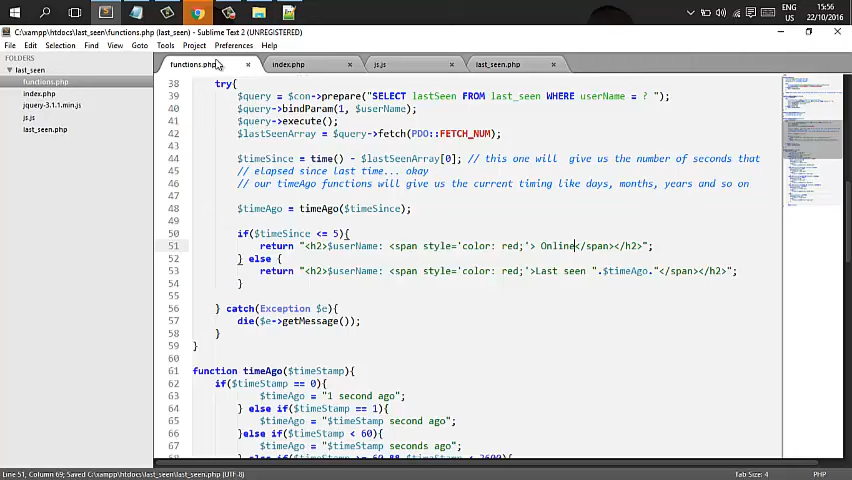 15:56
ENG
US
22/10/2016
C:\xampp\htdocs\last_seen\functions.php (last_seen) - Sublime Text 2 (UNREGISTERED)
File Edit Selection Find View Goto Tools Project Preferences Help
FOLDERS
last_seen
functions.php
index.php
jquery-3.1.1.min.js
js.js
last_seen.php
functions.php × index.php × js.js × last_seen.php ×
38 try{
39 $query = $con->prepare("SELECT lastSeen FROM last_seen WHERE userName = ? ");
40 $query->bindParam(1, $userName);
41 $query->execute();
42 $lastSeenArray = $query->fetch(PDO::FETCH_NUM);
43
44 $timeSince = time() - $lastSeenArray[0]; // this one will give us the number of seconds that
45 // elapsed since last time... okay
46 // our timeAgo functions will give us the current timing like days, months, years and so on
47
48 $timeAgo = timeAgo($timeSince);
49
50 if($timeSince <= 5){
51 return "<h2>$userName: <span style='color: red;'> Online</span></h2>";
52 } else {
53 return "<h2>$userName: <span style='color: red;'>Last seen ".$timeAgo."</span></h2>";
54 }
55
56 } catch(Exception $e){
57 die($e->getMessage());
58 }
59 }
60
61 function timeAgo($timeStamp){
62 if($timeStamp == 0){
63 $timeAgo = "1 second ago";
64 } else if($timeStamp == 1){
65 $timeAgo = "$timeStamp second ago";
66 }else if($timeStamp < 60){
67 $timeAgo = "$timeStamp seconds ago";
Line 51, Column 69; Saved C:\xampp\htdocs\last_seen\last_seen.php (UTF-8)
Tab Size: 4
PHP